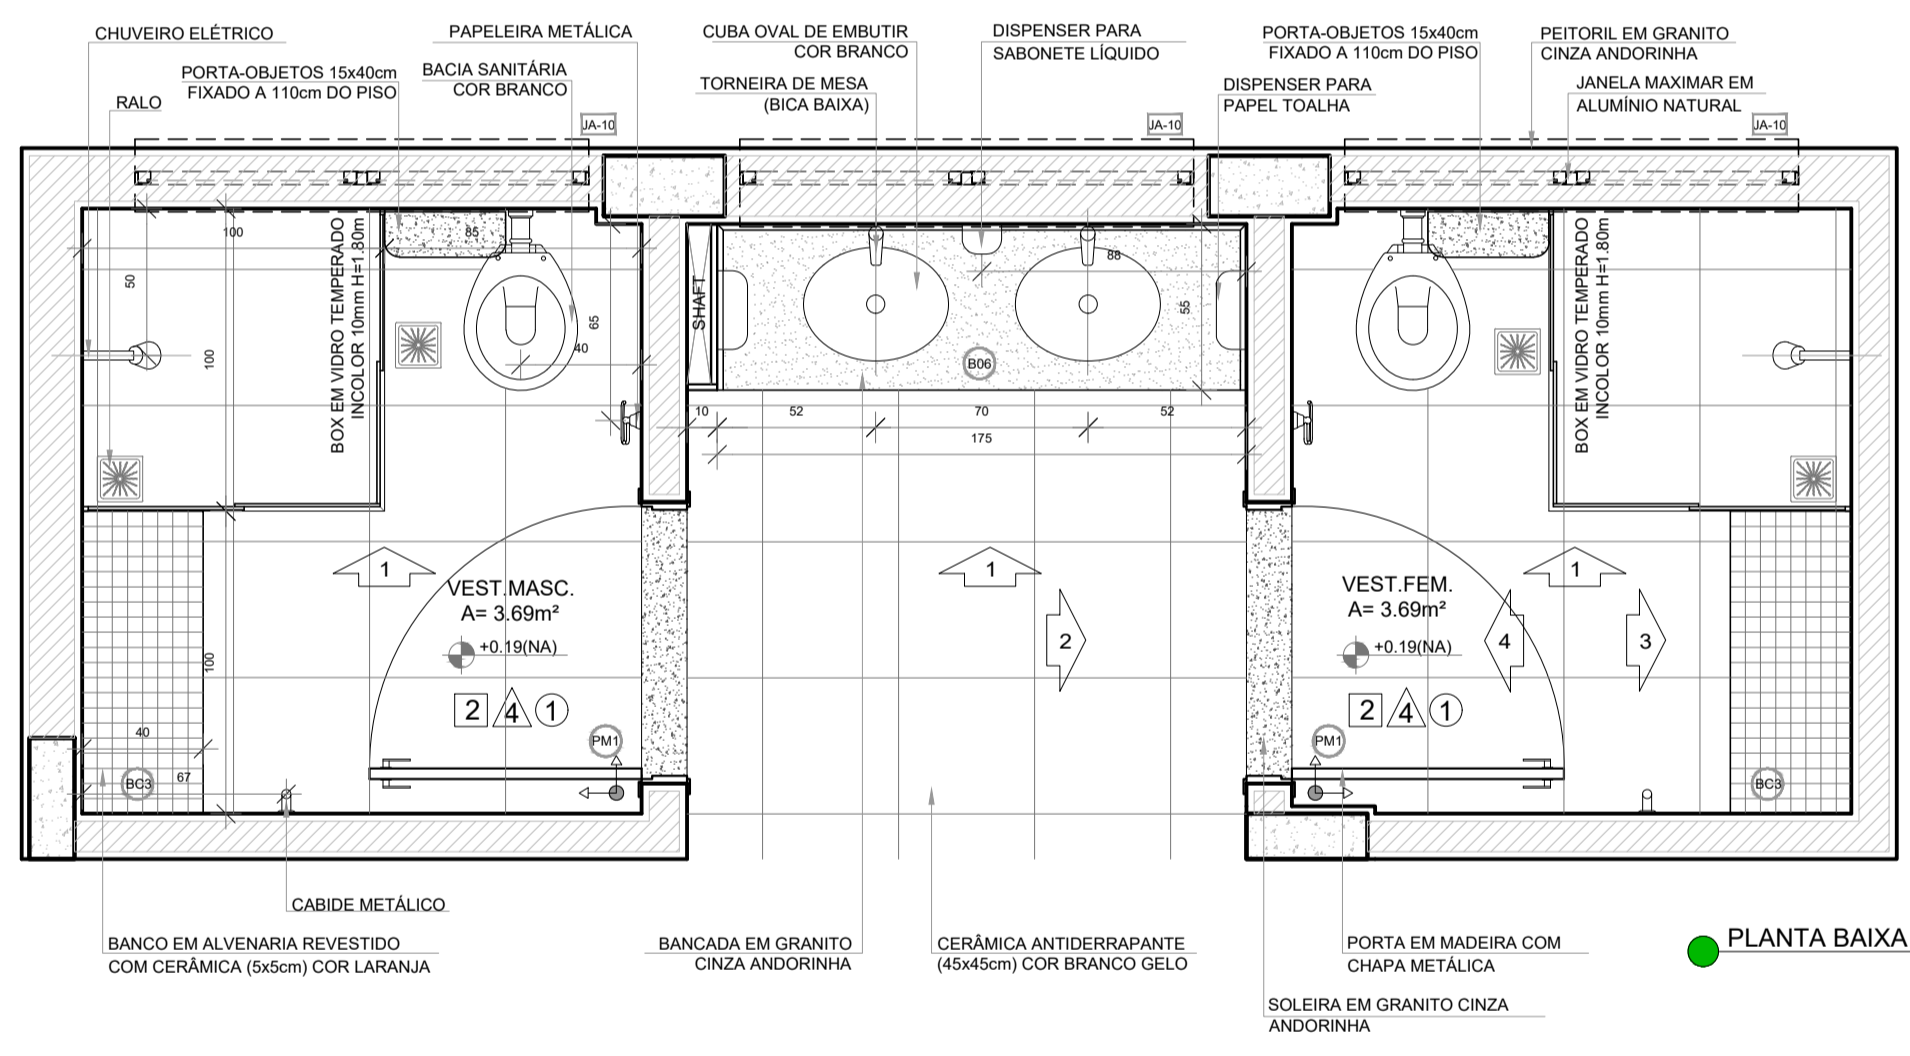 CHUVEIRO ELÉTRICO
PORTA-OBJETOS 15x40cm
FIXADO A 110cm DO PISO
RALO
PAPELEIRA METÁLICA
BACIA SANITÁRIA
COR BRANCO
CUBA OVAL DE EMBUTIR
COR BRANCO
TORNEIRA DE MESA
(BICA BAIXA)
DISPENSER PARA
SABONETE LÍQUIDO
DISPENSER PARA
PAPEL TOALHA
PORTA-OBJETOS 15x40cm
FIXADO A 110cm DO PISO
PEITORIL EM GRANITO
CINZA ANDORINHA
JANELA MAXIMAR EM
ALUMÍNIO NATURAL
JA-10
JA-10
JA-10
100
85
50
100
BOX EM VIDRO TEMPERADO
INCOLOR 10mm H=1.80m
65
40
SHAFT
88
55
B06
BOX EM VIDRO TEMPERADO
INCOLOR 10mm H=1.80m
10
52
70
52
175
1
1
1
VEST.MASC.
A= 3.69m²
+0.19(NA)
2
4
1
PM1
100
40
67
BC3
2
VEST.FEM.
A= 3.69m²
+0.19(NA)
4
3
2
4
1
PM1
BC3
CABIDE METÁLICO
BANCO EM ALVENARIA REVESTIDO
COM CERÂMICA (5x5cm) COR LARANJA
BANCADA EM GRANITO
CINZA ANDORINHA
CERÂMICA ANTIDERRAPANTE
(45x45cm) COR BRANCO GELO
PORTA EM MADEIRA COM
CHAPA METÁLICA
SOLEIRA EM GRANITO CINZA
ANDORINHA
PLANTA BAIXA